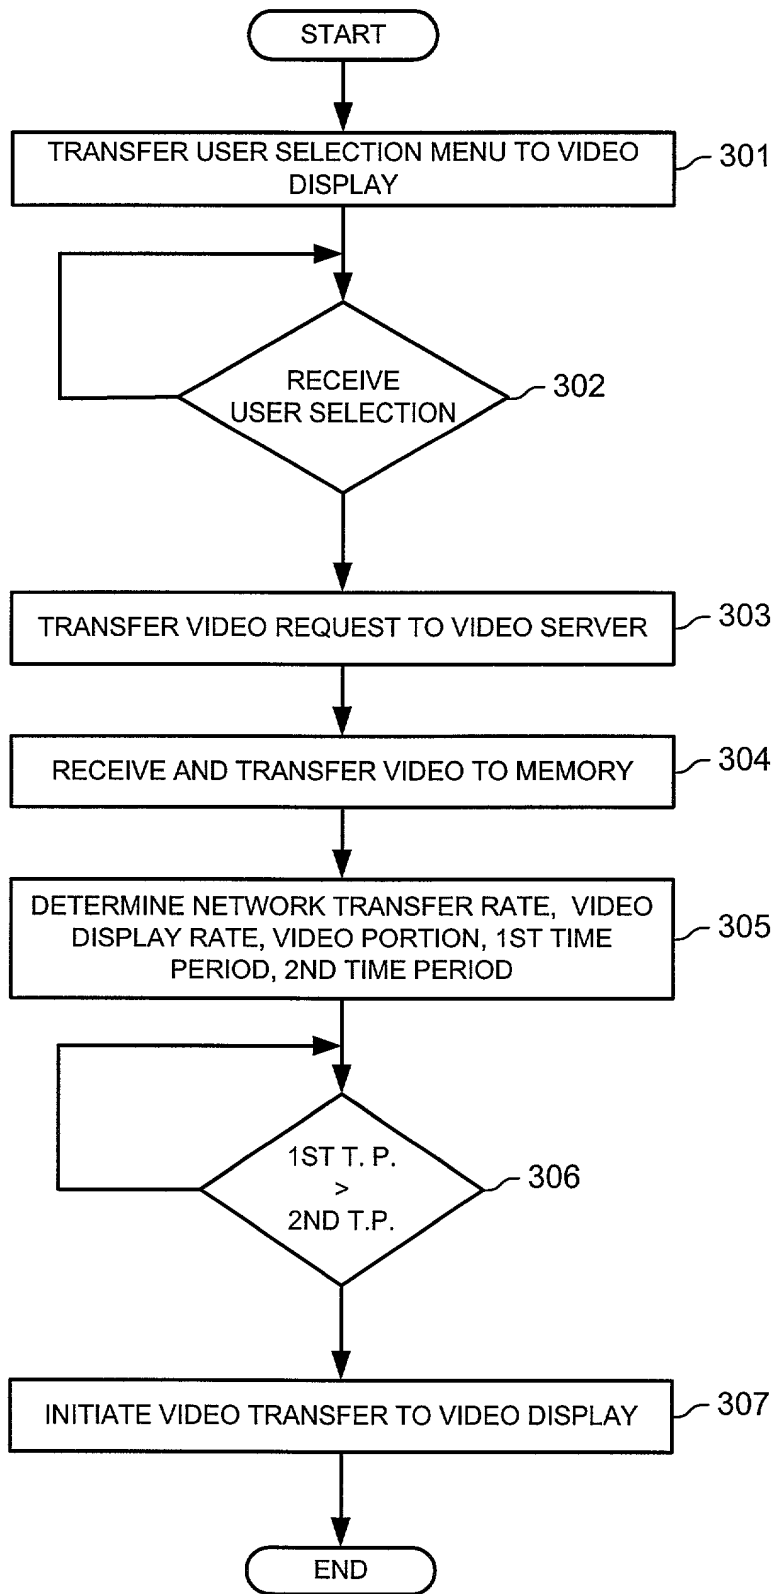 START
TRANSFER USER SELECTION MENU TO VIDEO
DISPLAY
301
RECEIVE
USER SELECTION
302
TRANSFER VIDEO REQUEST TO VIDEO SERVER
303
RECEIVE AND TRANSFER VIDEO TO MEMORY
304
DETERMINE NETWORK TRANSFER RATE, VIDEO
DISPLAY RATE, VIDEO PORTION, 1ST TIME
PERIOD, 2ND TIME PERIOD
305
1ST T. P.
>
2ND T.P.
306
INITIATE VIDEO TRANSFER TO VIDEO DISPLAY
307
END